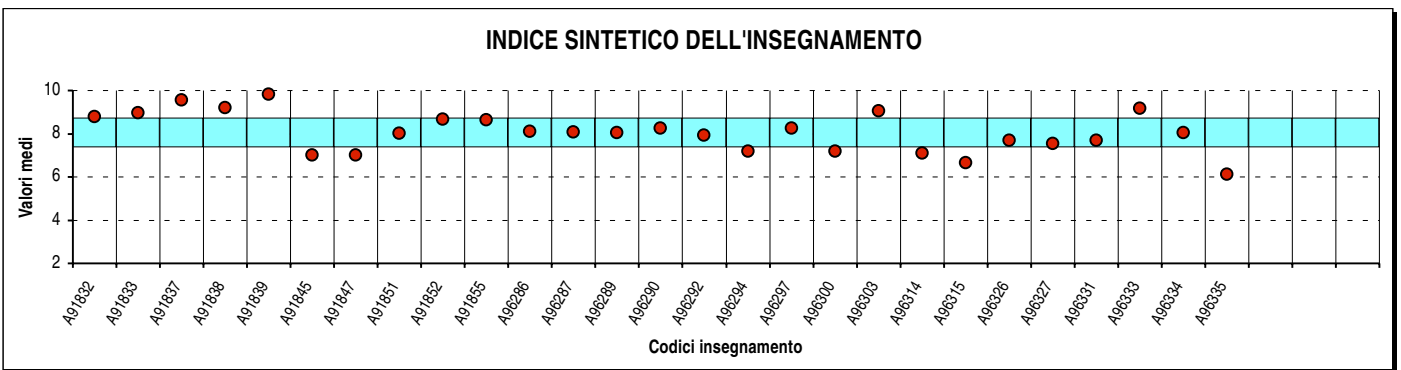 INDICE SINTETICO DELL'INSEGNAMENTO
10
8
6
4
2
Valori medi
A91832
A91833
A91837
A91838
A91839
A91845
A91847
A91851
A91852
A91855
A96286
A96287
A96289
A96290
A96292
A96294
A96297
A96300
A96303
A96314
A96315
A96326
A96327
A96331
A96333
A96334
A96335
Codici insegnamento